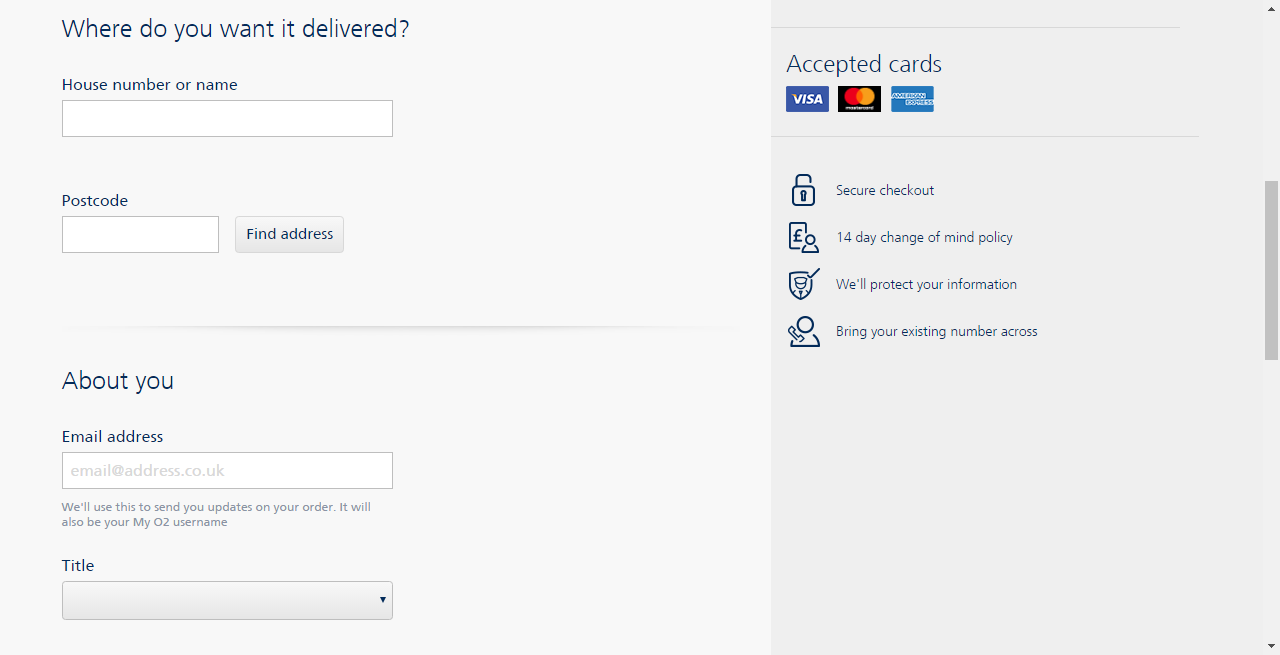 Where do you want it delivered?
House number or name
Postcode
Find address
About you
Email address
email@address.co.uk
We'll use this to send you updates on your order. It will
also be your My O2 username
Title
Accepted cards
VISA
mastercard
AMERICAN
EXPRESS
Secure checkout
14 day change of mind policy
We'll protect your information
Bring your existing number across